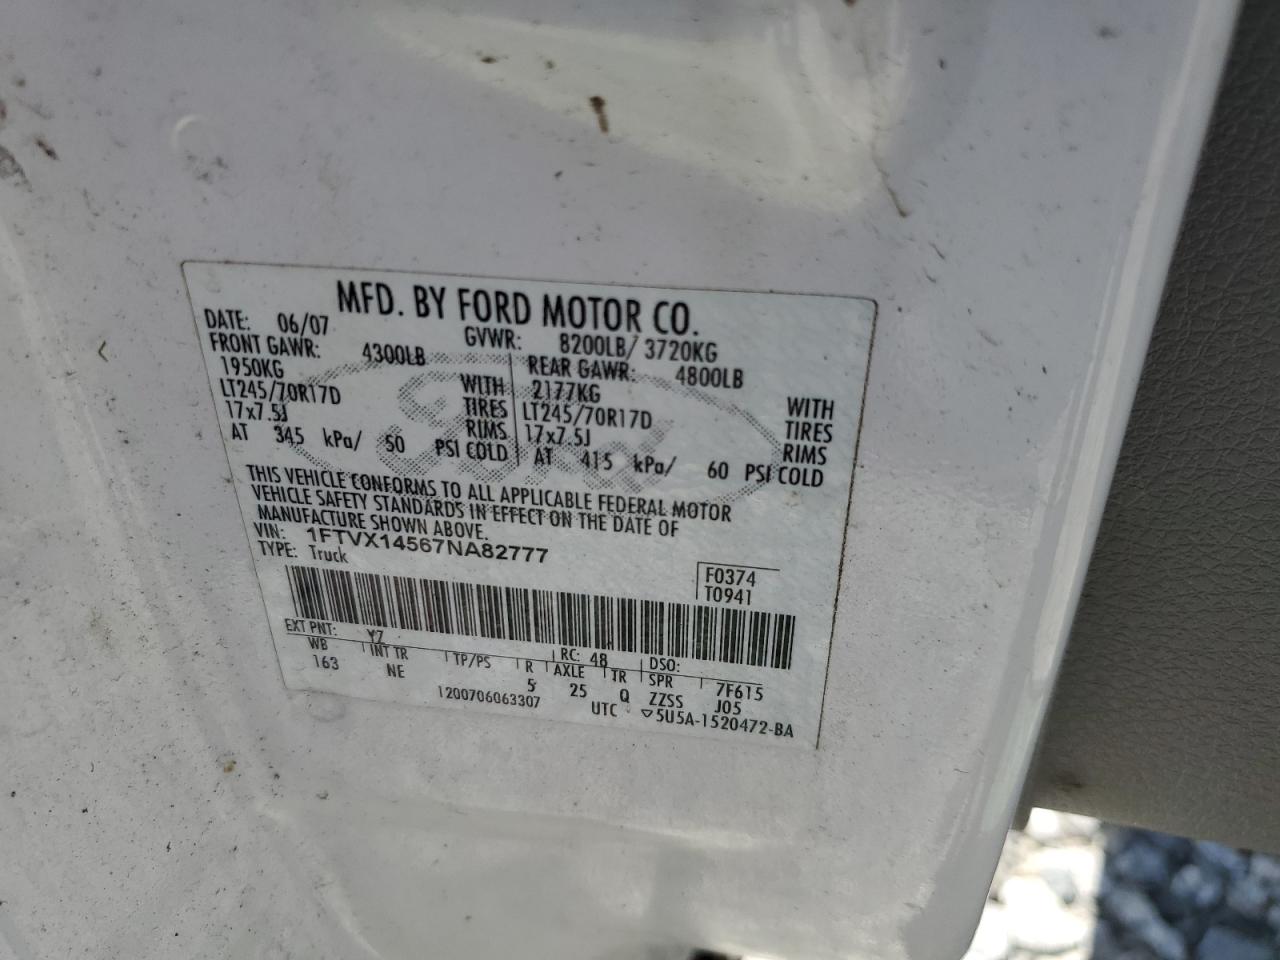 MFD. BY FORD MOTOR CO.
DATE: 06/07 GVWR: 8200LB/ 3720KG
FRONT GAWR: 4300LB REAR GAWR: 4800LB
1950KG WITH 2177KG WITH
LT245/70R17D TIRES LT245/70R17D TIRES
17x7.5J RIMS 17x7.5J RIMS
AT 345 kPa/ 50 PSI COLD AT 415 kPa/ 60 PSI COLD
THIS VEHICLE CONFORMS TO ALL APPLICABLE FEDERAL MOTOR
VEHICLE SAFETY STANDARDS IN EFFECT ON THE DATE OF
MANUFACTURE SHOWN ABOVE.
VIN: 1FTVX14567NA82777
TYPE: Truck
F0374
T0941
EXT PNT: YZ RC: 48 DSO:
WB INT TR TP/PS R AXLE TR SPR 7F615
163 NE 5 25 Q ZZSS J05
1200706063307 UTC ▽5U5A-1520472-BA